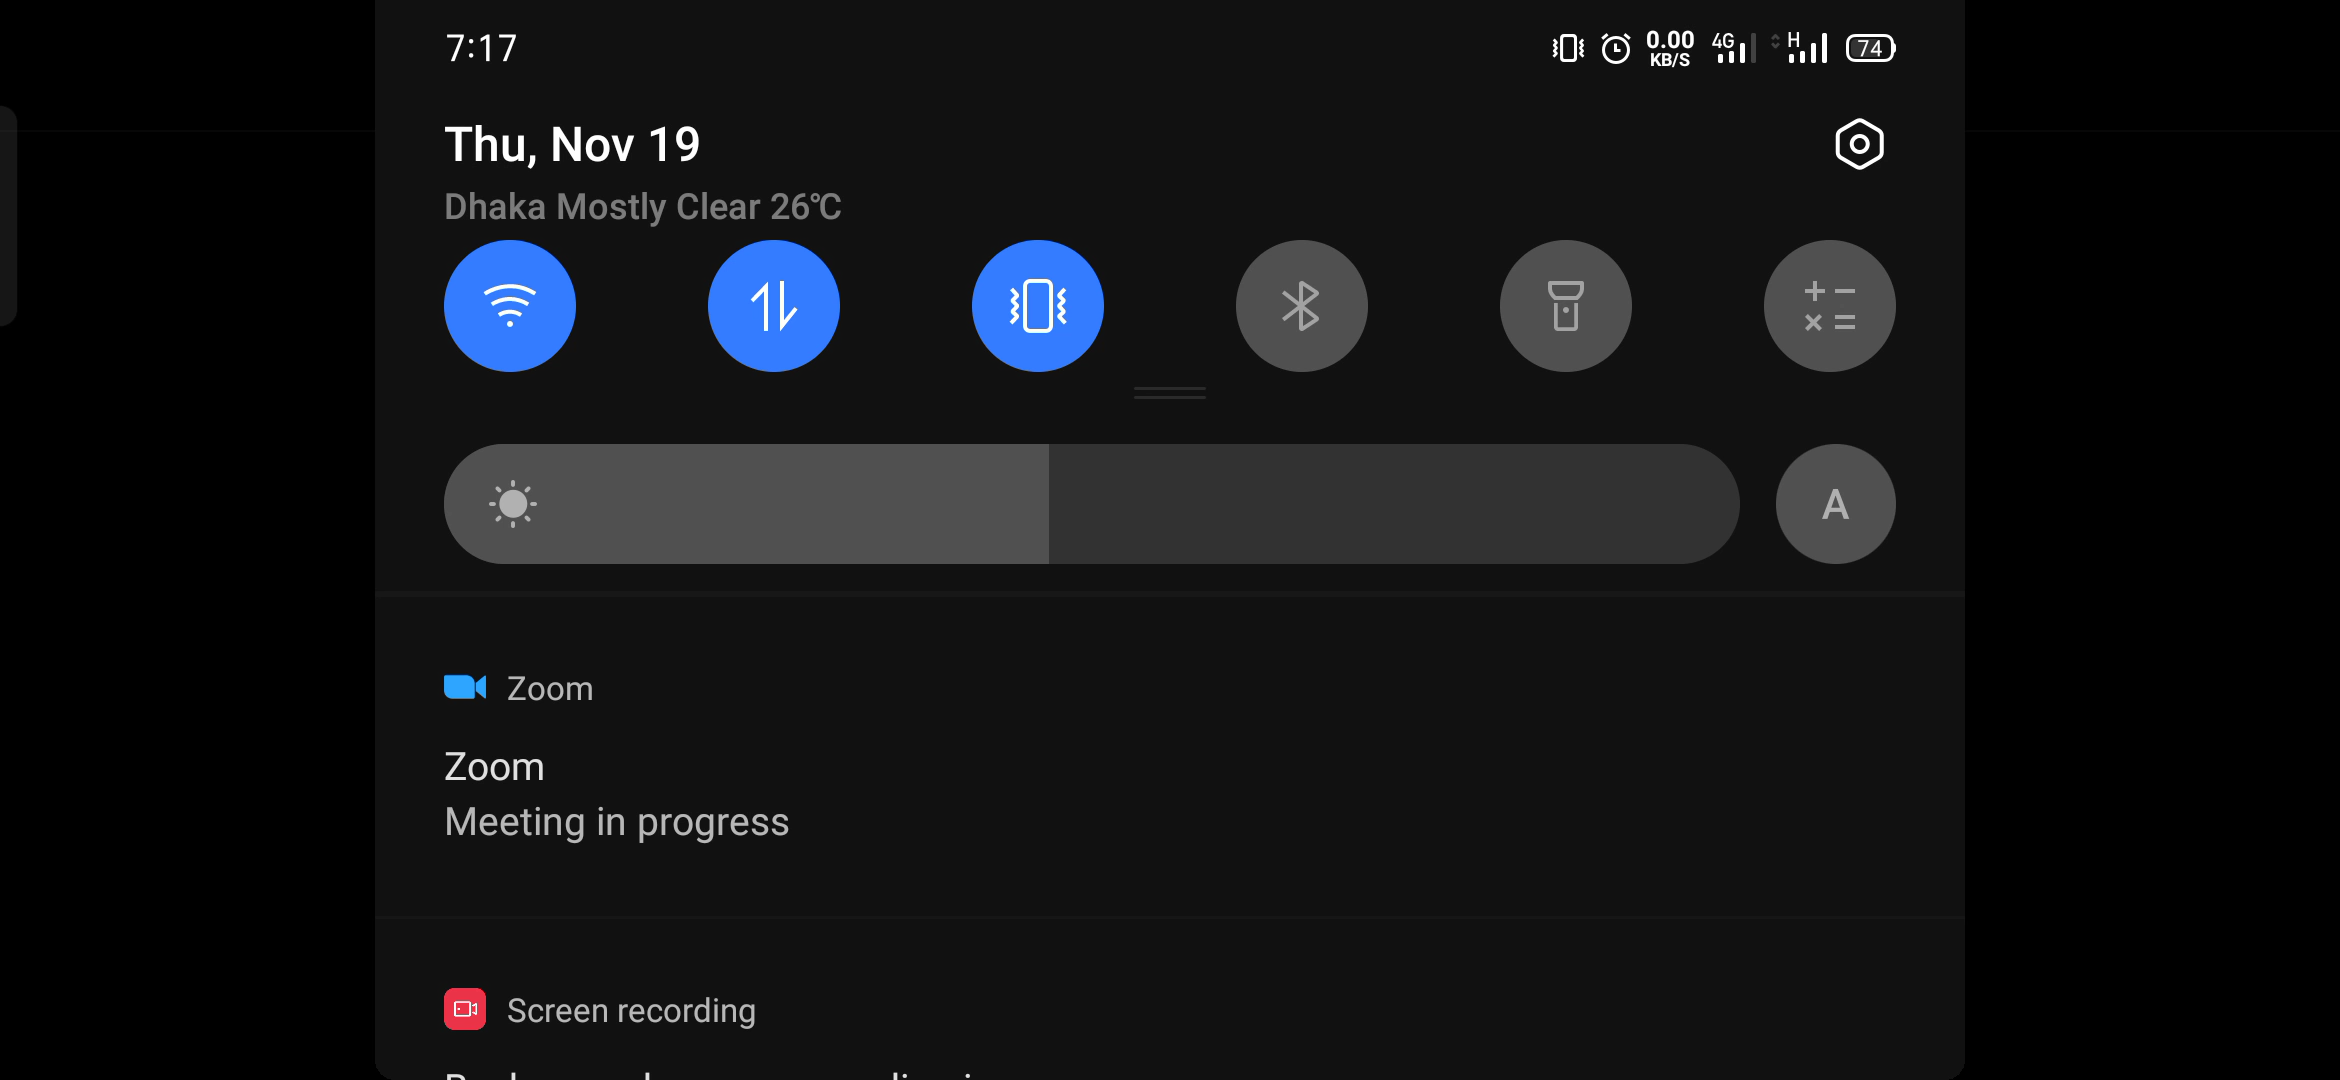 7:17
0.00
KB/S
4G
H
74
Thu, Nov 19
Dhaka Mostly Clear 26℃
A
Zoom
Zoom
Meeting in progress
Screen recording